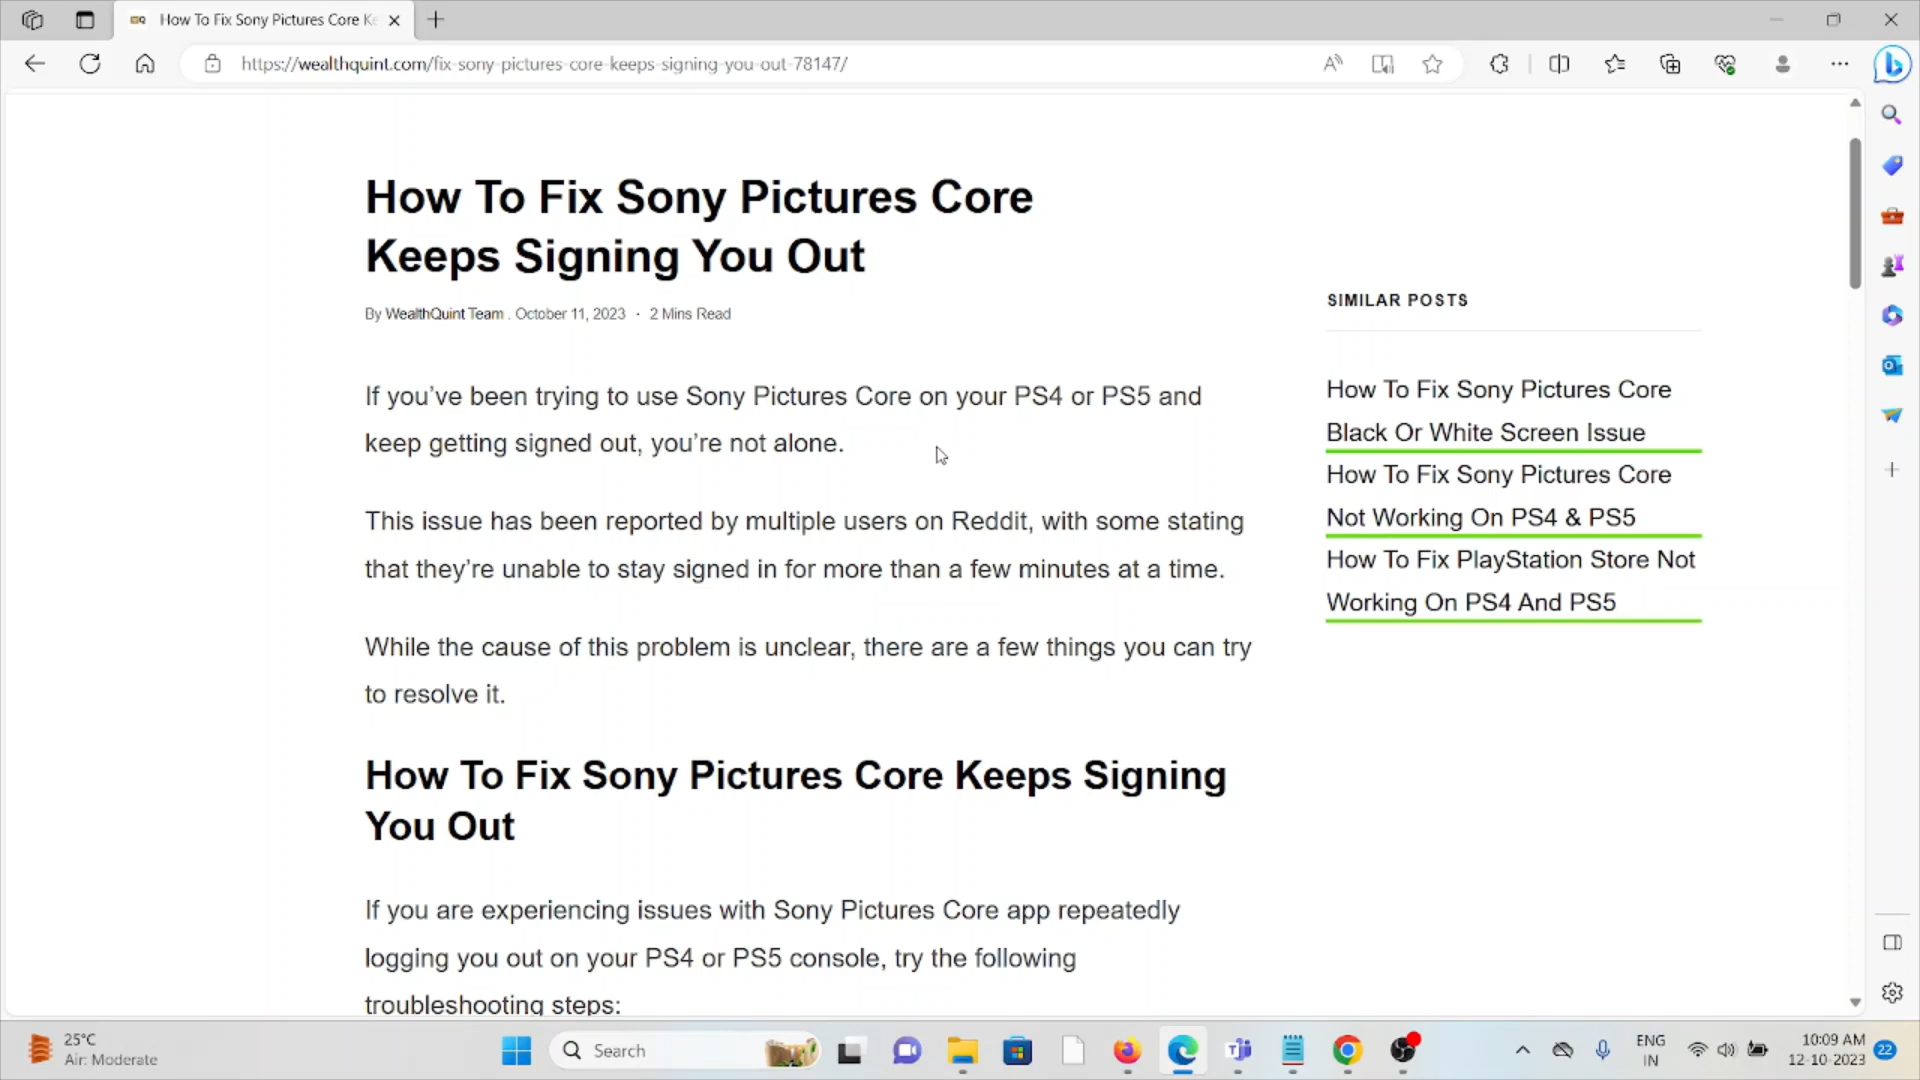 How To Fix Sony Pictures Core Ke
https://wealthquint.com/fix-sony-pictures-core-keeps-signing-you-out-78147/
How To Fix Sony Pictures Core
Keeps Signing You Out
By WealthQuint Team . October 11, 2023 · 2 Mins Read
If you’ve been trying to use Sony Pictures Core on your PS4 or PS5 and
keep getting signed out, you’re not alone.
This issue has been reported by multiple users on Reddit, with some stating
that they’re unable to stay signed in for more than a few minutes at a time.
While the cause of this problem is unclear, there are a few things you can try
to resolve it.
How To Fix Sony Pictures Core Keeps Signing
You Out
If you are experiencing issues with Sony Pictures Core app repeatedly
logging you out on your PS4 or PS5 console, try the following
troubleshooting steps:
SIMILAR POSTS
How To Fix Sony Pictures Core
Black Or White Screen Issue
How To Fix Sony Pictures Core
Not Working On PS4 & PS5
How To Fix PlayStation Store Not
Working On PS4 And PS5
25°C
Air: Moderate
Search
ENG
IN
10:09 AM
12-10-2023
22